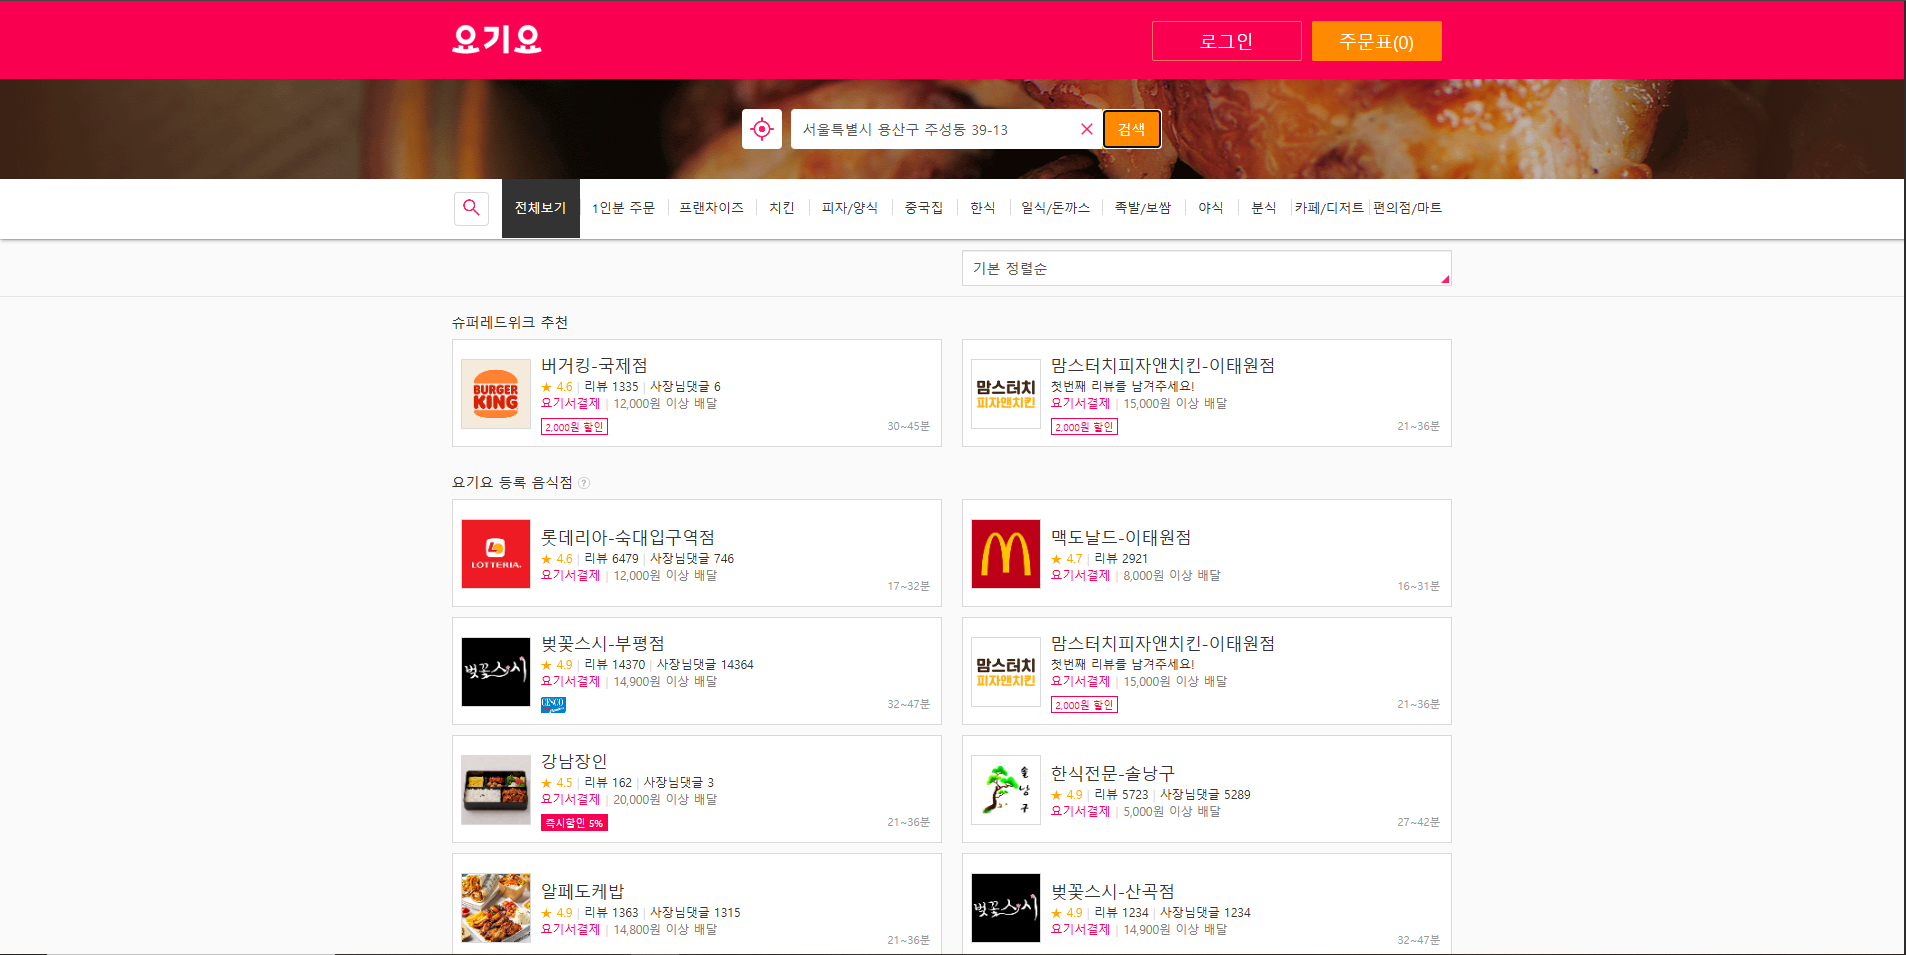 요기요
로그인
주문표(0)
서울특별시 용산구 주성동 39-13
검색
전체보기
1인분 주문
프랜차이즈
치킨
피자/양식
중국집
한식
일식/돈까스
족발/보쌈
야식
분식
카페/디저트
편의점/마트
기본 정렬순
슈퍼레드위크 추천
BURGER
KING
버거킹-국제점
★ 4.6 | 리뷰 1335 | 사장님댓글 6
요기서결제 | 12,000원 이상 배달
2,000원 할인
30~45분
맘스터치
피자앤치킨
맘스터치피자앤치킨-이태원점
첫번째 리뷰를 남겨주세요!
요기서결제 | 15,000원 이상 배달
2,000원 할인
21~36분
요기요 등록 음식점 ?
LOTTERIA
롯데리아-숙대입구역점
★ 4.6 | 리뷰 6479 | 사장님댓글 746
요기서결제 | 12,000원 이상 배달
17~32분
맥도날드-이태원점
★ 4.7 | 리뷰 2921
요기서결제 | 8,000원 이상 배달
16~31분
벚꽃스시
벚꽃스시-부평점
★ 4.9 | 리뷰 14370 | 사장님댓글 14364
요기서결제 | 14,900원 이상 배달
CESCO
32~47분
맘스터치
피자앤치킨
맘스터치피자앤치킨-이태원점
첫번째 리뷰를 남겨주세요!
요기서결제 | 15,000원 이상 배달
2,000원 할인
21~36분
강남장인
★ 4.5 | 리뷰 162 | 사장님댓글 3
요기서결제 | 20,000원 이상 배달
즉시할인 5%
21~36분
솔
낭
구
한식전문-솔낭구
★ 4.9 | 리뷰 5723 | 사장님댓글 5289
요기서결제 | 5,000원 이상 배달
27~42분
알페도케밥
★ 4.9 | 리뷰 1363 | 사장님댓글 1315
요기서결제 | 14,800원 이상 배달
21~36분
벚꽃스시
벚꽃스시-산곡점
★ 4.9 | 리뷰 1234 | 사장님댓글 1234
요기서결제 | 14,900원 이상 배달
32~47분